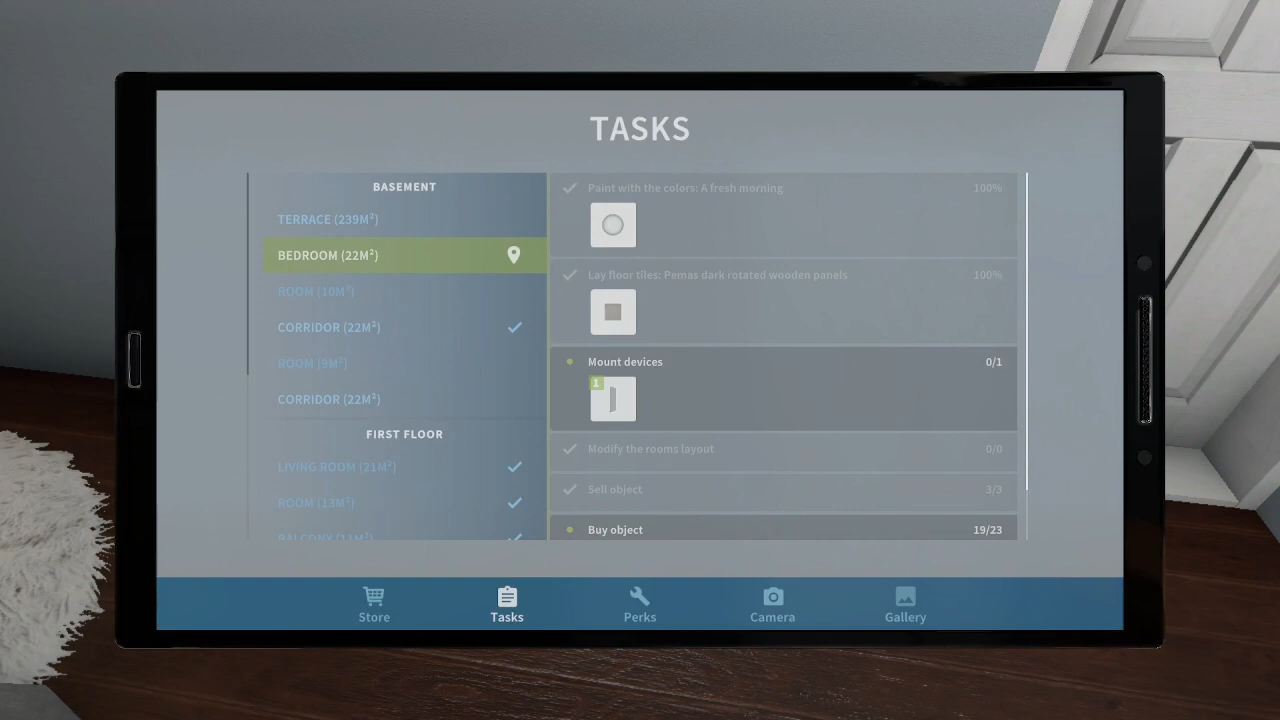 TASKS
BASEMENT
TERRACE (239M²)
BEDROOM (22M²)
ROOM (10M²)
CORRIDOR (22M²)
ROOM (9M²)
CORRIDOR (22M²)
FIRST FLOOR
LIVING ROOM (21M²)
ROOM (13M²)
BALCONY (11M²)
Paint with the colors: A fresh morning 100%
Lay floor tiles: Pemas dark rotated wooden panels 100%
Mount devices 0/1
1
Modify the rooms layout 0/0
Sell object 3/3
Buy object 19/23
Store Tasks Perks Camera Gallery